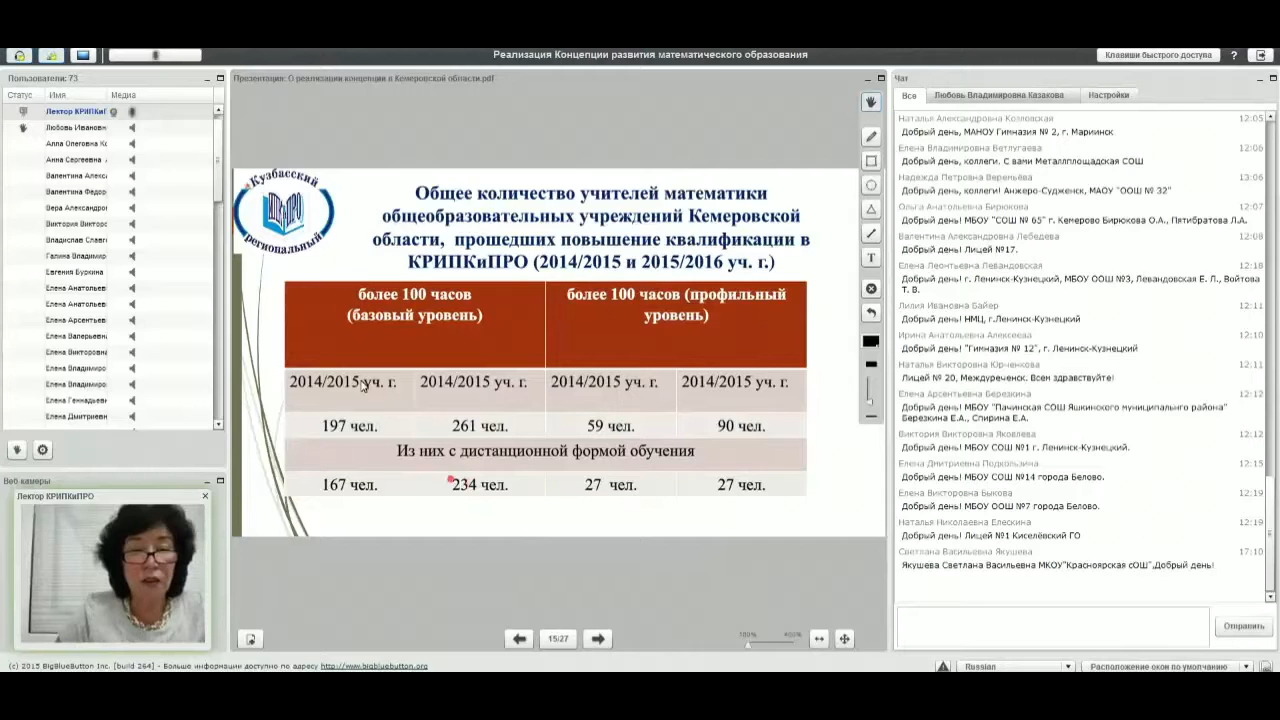 Реализация Концепции развития математического образования
Клавиши быстрого доступа
?
Пользователи: 73
Статус Имя Медиа
Лектор КРИПКиГ
Любовь Ивановн
Алла Олеговна Кс
Анна Сергеевна
Валентина Алекс
Валентина Федор
Вера Александро
Виктория Викторс
Владислав Славг
Галина Владимир
Евгения Буркина
Елена Анатольеві
Елена Анатольеві
Елена Арсентьев
Елена Валерьевн
Елена Викторовнa
Елена Владимиро
Елена Владимиро
Елена Геннадьев
Елена Дмитриевн
Веб камеры
Лектор КРИПКиПРО
Презентация: О реализации концепции в Кемеровской области.pdf
Кузбасский
региональный
Общее количество учителей математики
общеобразовательных учреждений Кемеровской
области, прошедших повышение квалификации в
КРИПКиПРО (2014/2015 и 2015/2016 уч. г.)
более 100 часов
(базовый уровень)
более 100 часов (профильный
уровень)
2014/2015 уч. г. 2014/2015 уч. г. 2014/2015 уч. г. 2014/2015 уч. г.
197 чел. 261 чел. 59 чел. 90 чел.
Из них с дистанционной формой обучения
167 чел. 234 чел. 27 чел. 27 чел.
T
15/27
100% 400%
Чат
Все Любовь Владимировна Казакова Настройки
Наталья Александровна Козловская 12:05
Добрый день, МАНОУ Гимназия № 2, г. Мариинск
Елена Владимировна Ветлугаева 12:06
Добрый день, коллеги. С вами Металлплощадская СОШ
Надежда Петровна Веремьёва 13:06
Добрый день, коллеги! Анжеро-Судженск, МАОУ "ООШ № 32"
Ольга Анатольевна Бирюкова 12:07
Добрый день! МБОУ "СОШ № 65" г. Кемерово Бирюкова О.А., Пятибратова Л.А.
Валентина Александровна Лебедева 12:08
Добрый день! Лицей №17.
Елена Леонтьевна Левандовская 12:18
Добрый день! г. Ленинск-Кузнецкий, МБОУ ООШ №3, Левандовская Е. Л., Войтова
Т. В.
Лилия Ивановна Байер 12:11
Добрый день! НМЦ, г.Ленинск-Кузнецкий
Ирина Анатольевна Алексеева 12:10
Добрый день! "Гимназия № 12", г. Ленинск-Кузнецкий
Наталья Викторовна Юрченкова 12:11
Лицей № 20, Междуреченск. Всем здравствуйте!
Елена Арсентьевна Березкина 12:12
Добрый день! МБОУ "Пачинская СОШ Яшкинского муниципальнго района"
Березкина Е.А., Спирина Е.А.
Виктория Викторовна Яковлева 12:12
Добрый день! МБОУ СОШ №1 г. Ленинск-Кузнецкий.
Елена Дмитриевна Подкользина 12:15
Добрый день! МБОУ СОШ №14 города Белово.
Елена Викторовна Быкова 12:19
Добрый день! МБОУ ООШ №7 города Белово.
Наталья Николаевна Елескина 12:19
Добрый день! Лицей №1 Киселёвский ГО
Светлана Васильевна Якушева 17:10
Якушева Светлана Васильевна МКОУ"Красноярская сОШ",Добрый день!
Отправить
(c) 2015 BigBlueButton Inc. [build 264] - Больше информации доступно по адресу http://www.bigbluebutton.org
Russian
Расположение окон по умолчанию